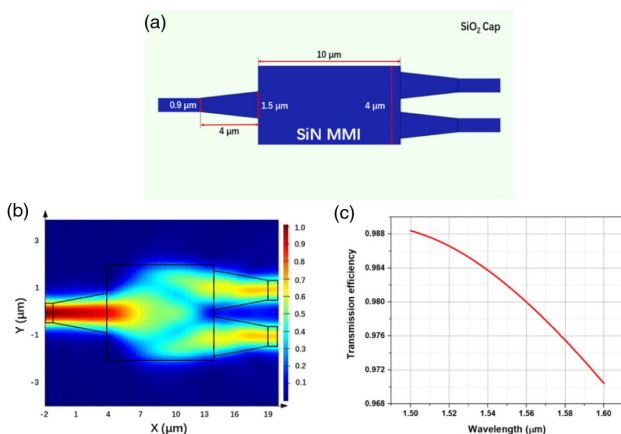 (a)
SiO₂ Cap
10 μm
0.9 μm
1.5 μm
4 μm
4 μm
SiN MMI
(b)
1.0
0.9
0.8
0.7
0.6
0.5
0.4
0.3
0.2
0.1
3
1
0
-1
-3
Y (μm)
-2 1 4 7 10 13 16 19
X (μm)
(c)
Transmission efficiency
0.988
0.984
0.980
0.976
0.972
0.968
1.50 1.52 1.54 1.56 1.58 1.60
Wavelength (μm)